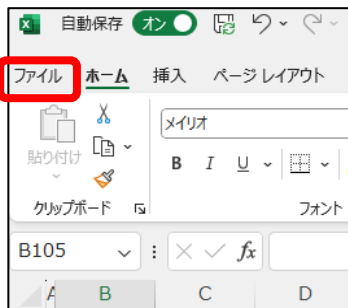 自動保存 オン
ファイル ホーム 挿入 ページ レイアウト
貼り付け
メイリオ
B I U
クリップボード フォント
B105 fx
A B C D